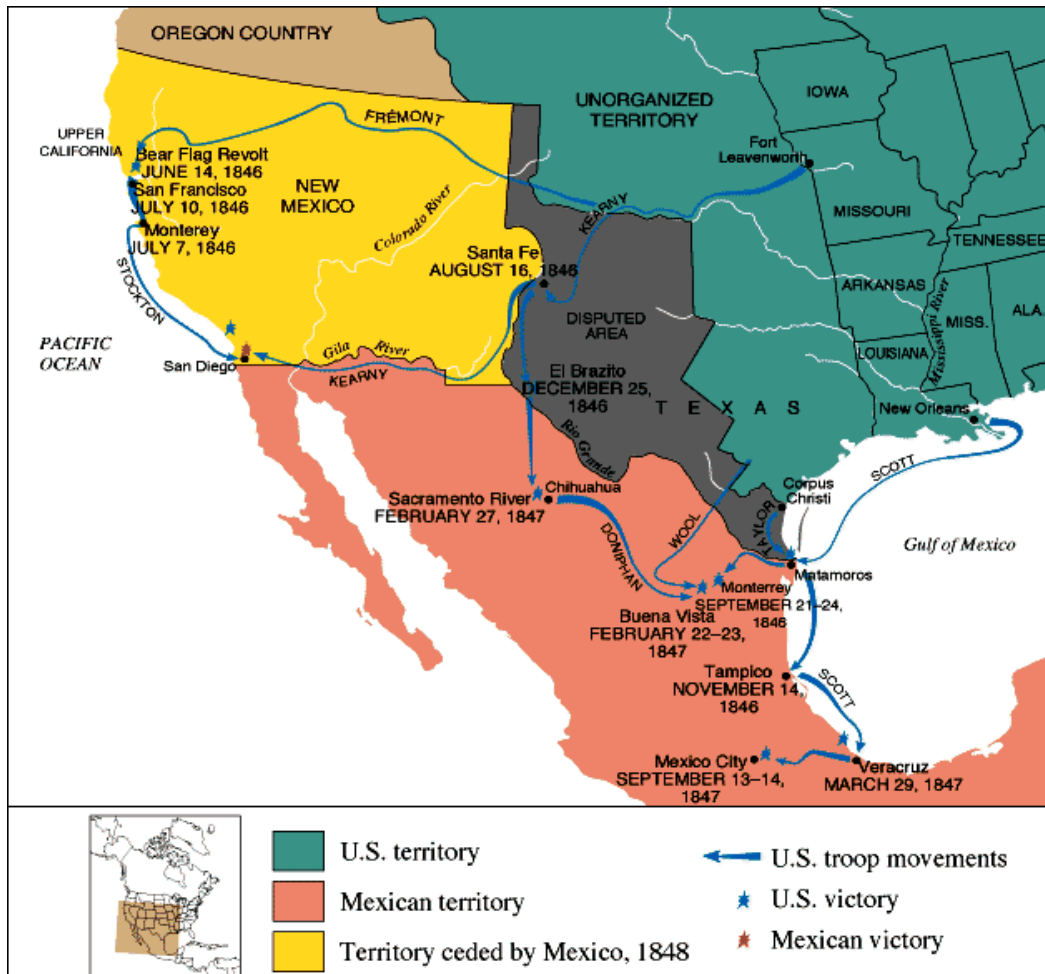 OREGON COUNTRY
UNORGANIZED
TERRITORY
IOWA
UPPER
CALIFORNIA
FRÉMONT
Fort
Leavenworth
Bear Flag Revolt
JUNE 14, 1846
San Francisco
JULY 10, 1846
Monterey
JULY 7, 1846
NEW
MEXICO
Colorado River
KEARNY
MISSOURI
TENNESSEE
Santa Fe
AUGUST 16, 1846
ARKANSAS
Mississippi River
MISS.
ALA.
STOCKTON
PACIFIC
OCEAN
DISPUTED
AREA
LOUISIANA
San Diego
Gila River
KEARNY
El Brazito
DECEMBER 25,
1846
TEXAS
New Orleans
Rio Grande
SCOTT
Chihuahua
Sacramento River
FEBRUARY 27, 1847
Corpus
Christi
TAYLOR
WOOL
DONIPHAN
Gulf of Mexico
Matamoros
Monterrey
SEPTEMBER 21–24,
1846
Buena Vista
FEBRUARY 22–23,
1847
Tampico
NOVEMBER 14,
1846
SCOTT
Mexico City
SEPTEMBER 13–14,
1847
Veracruz
MARCH 29, 1847
U.S. territory
Mexican territory
Territory ceded by Mexico, 1848
U.S. troop movements
U.S. victory
Mexican victory